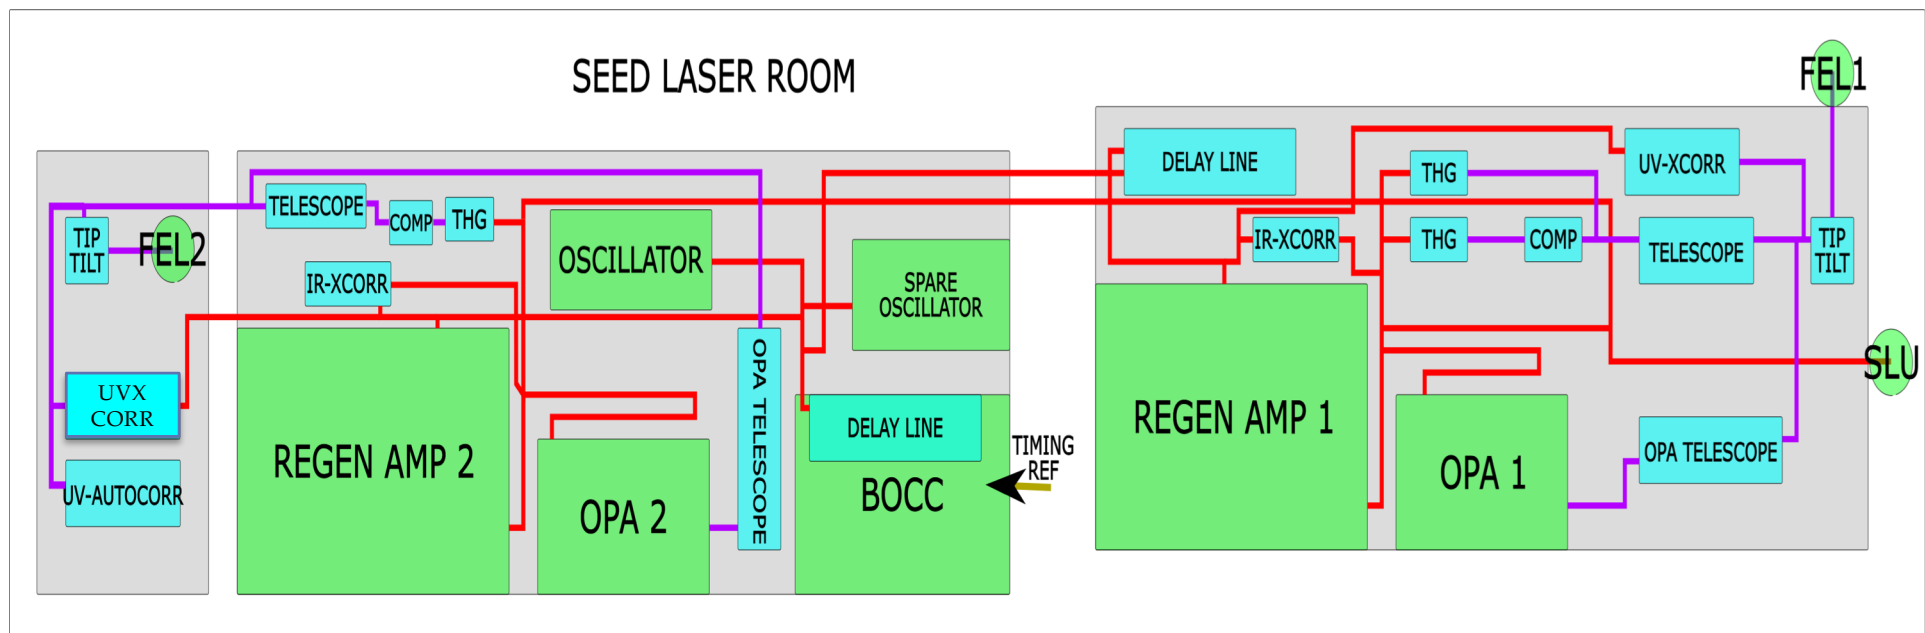 SEED LASER ROOM
FEL1
DELAY LINE
THG
UV-XCORR
TELESCOPE
COMP
THG
TIP
TILT
FEL2
OSCILLATOR
IR-XCORR
SPARE
OSCILLATOR
IR-XCORR
THG
COMP
TELESCOPE
TIP
TILT
UVX
CORR
UV-AUTOCORR
REGEN AMP 2
OPA 2
OPA TELESCOPE
DELAY LINE
BOCC
TIMING
REF
REGEN AMP 1
OPA 1
OPA TELESCOPE
SLU